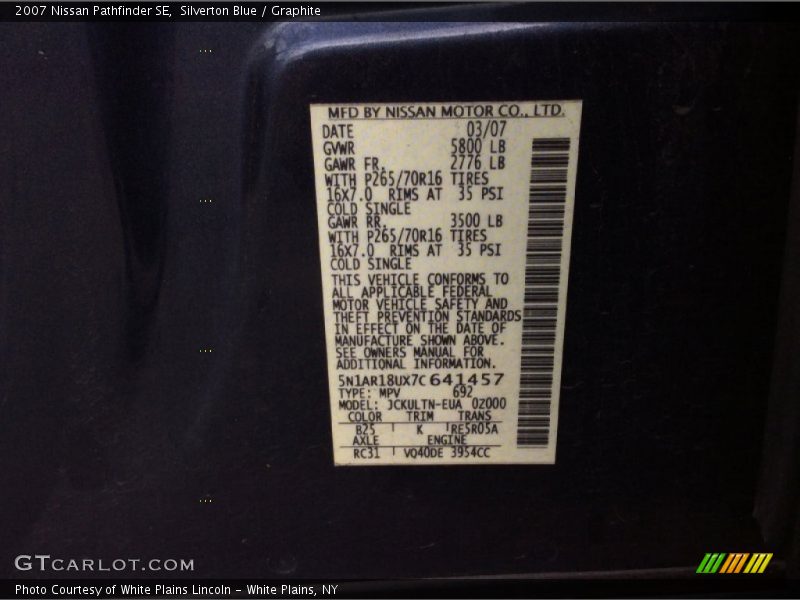 2007 Nissan Pathfinder SE,  Silverton Blue / Graphite
MFD BY NISSAN MOTOR CO., LTD.
DATE 03/07
GVWR 5800 LB
GAWR FR. 2776 LB
WITH P265/70R16 TIRES
16X7.0 RIMS AT 35 PSI
COLD SINGLE
GAWR RR. 3500 LB
WITH P265/70R16 TIRES
16X7.0 RIMS AT 35 PSI
COLD SINGLE
THIS VEHICLE CONFORMS TO
ALL APPLICABLE FEDERAL
MOTOR VEHICLE SAFETY AND
THEFT PREVENTION STANDARDS
IN EFFECT ON THE DATE OF
MANUFACTURE SHOWN ABOVE.
SEE OWNERS MANUAL FOR
ADDITIONAL INFORMATION.
5N1AR18UX7C641457
TYPE: MPV 692
MODEL: JCKULTN-EUA 02000
COLOR TRIM TRANS
B25 K RE5R05A
AXLE ENGINE
RC31 VQ40DE 3954CC
GTCARLOT.COM
Photo Courtesy of White Plains Lincoln - White Plains, NY